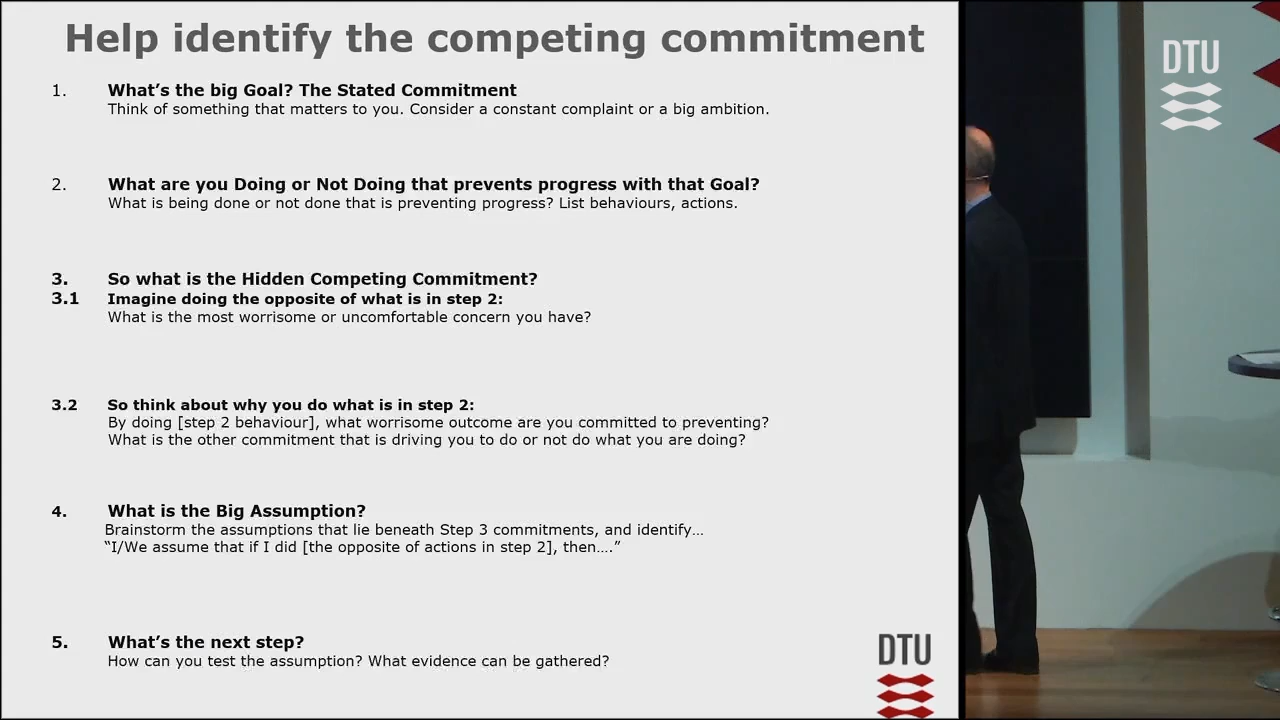 Help identify the competing commitment
1. What's the big Goal? The Stated Commitment
Think of something that matters to you. Consider a constant complaint or a big ambition.
2. What are you Doing or Not Doing that prevents progress with that Goal?
What is being done or not done that is preventing progress? List behaviours, actions.
3. So what is the Hidden Competing Commitment?
3.1 Imagine doing the opposite of what is in step 2:
What is the most worrisome or uncomfortable concern you have?
3.2 So think about why you do what is in step 2:
By doing [step 2 behaviour], what worrisome outcome are you committed to preventing?
What is the other commitment that is driving you to do or not do what you are doing?
4. What is the Big Assumption?
Brainstorm the assumptions that lie beneath Step 3 commitments, and identify…
“I/We assume that if I did [the opposite of actions in step 2], then….”
5. What’s the next step?
How can you test the assumption? What evidence can be gathered?
DTU
DTU